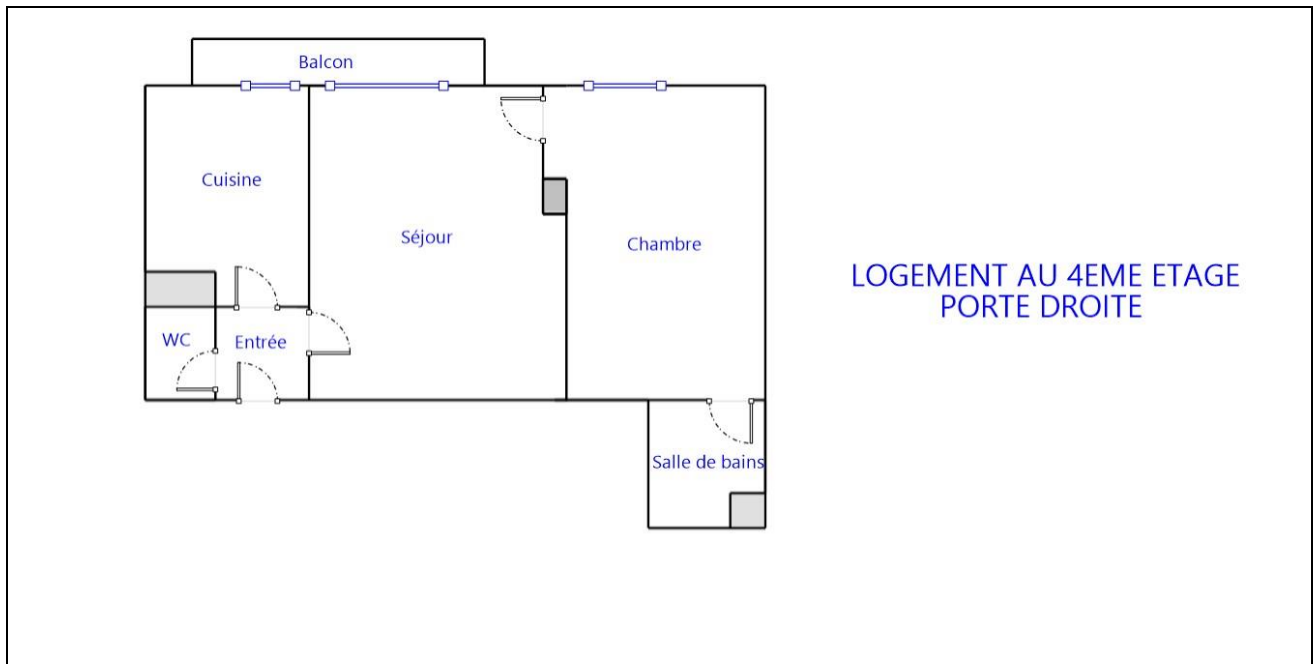 Balcon
Cuisine
Séjour
Chambre
WC
Entrée
Salle de bains
LOGEMENT AU 4EME ETAGE
PORTE DROITE